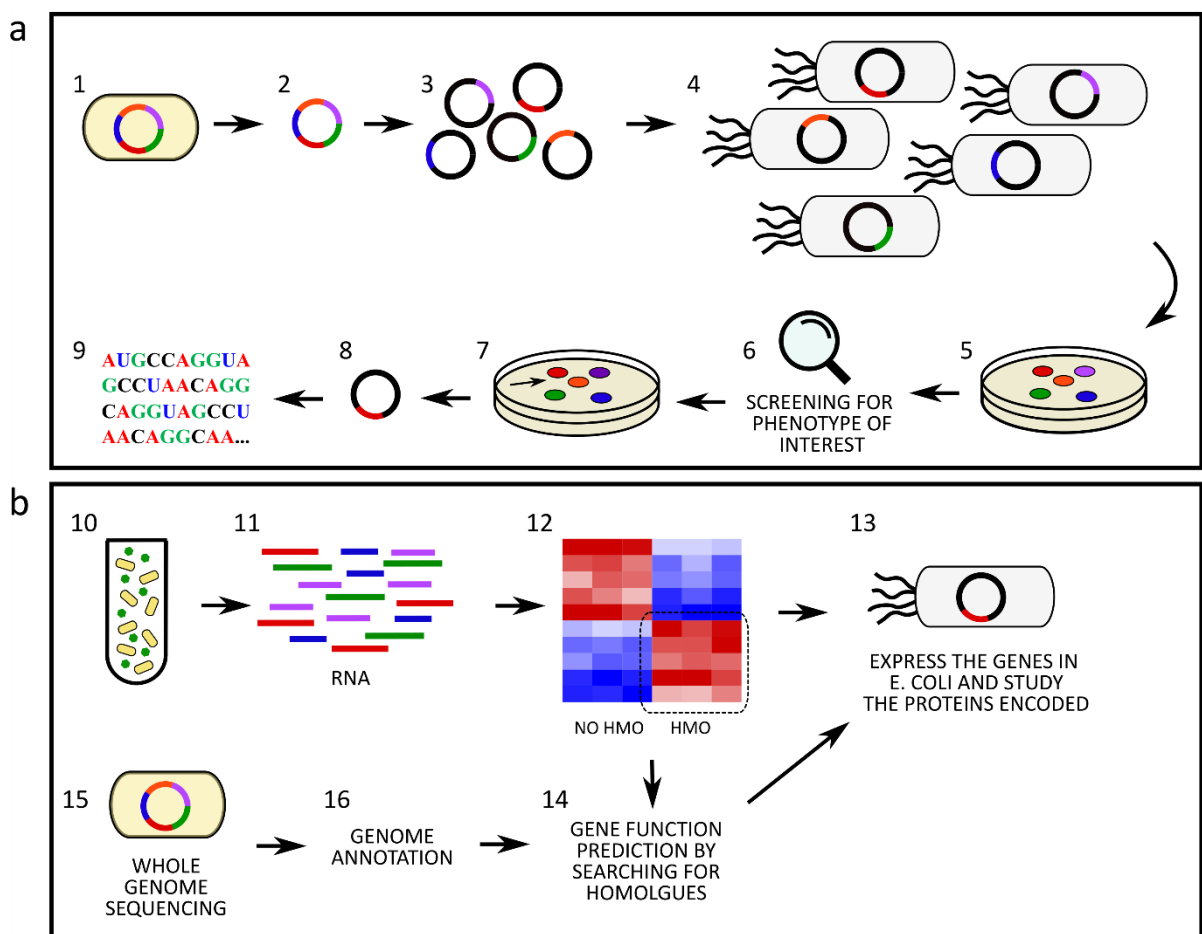 a
1
2
3
4
9
AUGCCAGGUA
GCCUAACAGG
CAGGUAGCCU
AACAGGCAA...
8
7
6
SCREENING FOR
PHENOTYPE OF
INTEREST
5
b
10
11
RNA
12
NO HMO
HMO
13
EXPRESS THE GENES IN
E. COLI AND STUDY
THE PROTEINS ENCODED
15
WHOLE
GENOME
SEQUENCING
16
GENOME
ANNOTATION
14
GENE FUNCTION
PREDICTION BY
SEARCHING FOR
HOMOLGUES